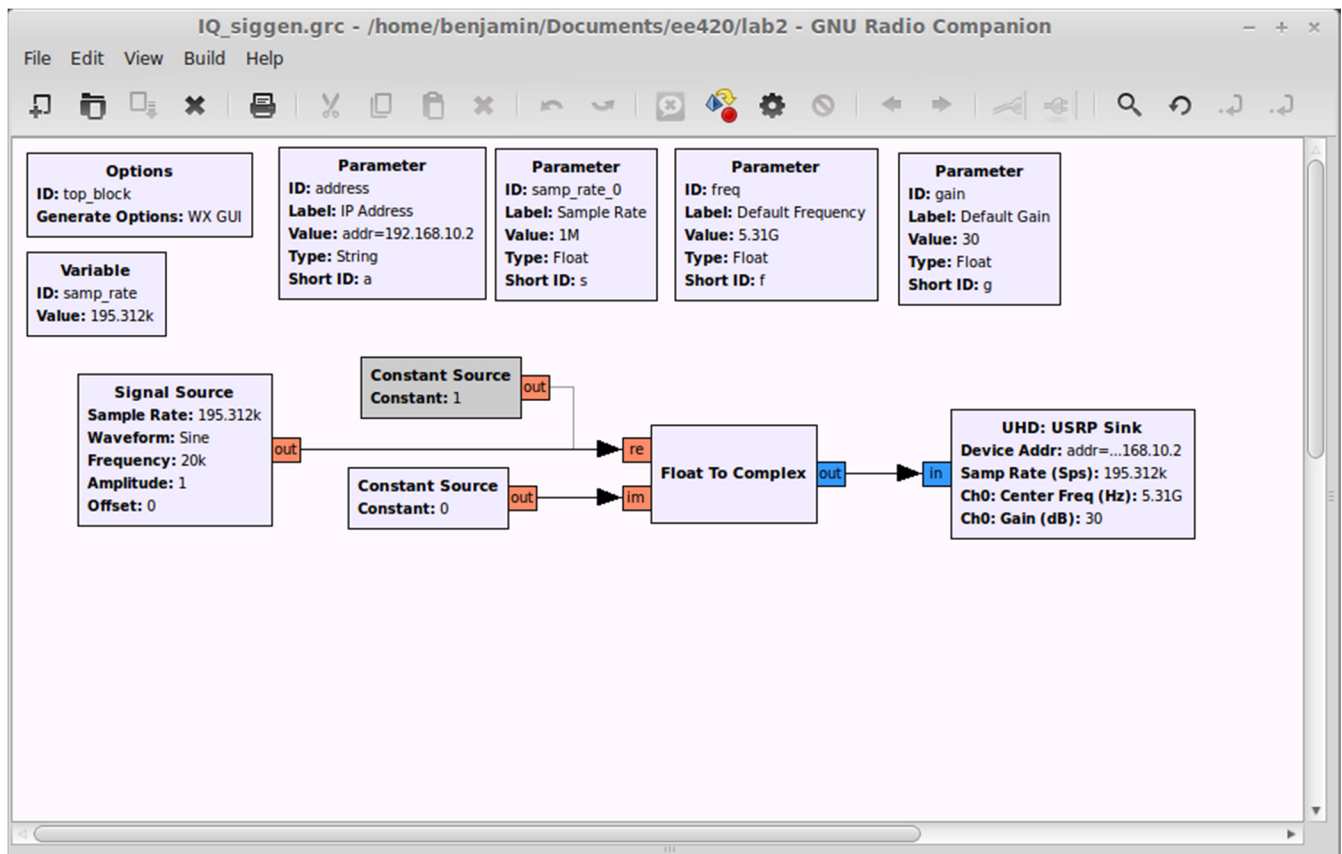 IQ_siggen.grc - /home/benjamin/Documents/ee420/lab2 - GNU Radio Companion
File Edit View Build Help
Options
ID: top_block
Generate Options: WX GUI
Parameter
ID: address
Label: IP Address
Value: addr=192.168.10.2
Type: String
Short ID: a
Parameter
ID: samp_rate_0
Label: Sample Rate
Value: 1M
Type: Float
Short ID: s
Parameter
ID: freq
Label: Default Frequency
Value: 5.31G
Type: Float
Short ID: f
Parameter
ID: gain
Label: Default Gain
Value: 30
Type: Float
Short ID: g
Variable
ID: samp_rate
Value: 195.312k
Constant Source
Constant: 1
out
Signal Source
Sample Rate: 195.312k
Waveform: Sine
Frequency: 20k
Amplitude: 1
Offset: 0
out
Constant Source
Constant: 0
out
re
im
Float To Complex
out
in
UHD: USRP Sink
Device Addr: addr=...168.10.2
Samp Rate (Sps): 195.312k
Ch0: Center Freq (Hz): 5.31G
Ch0: Gain (dB): 30